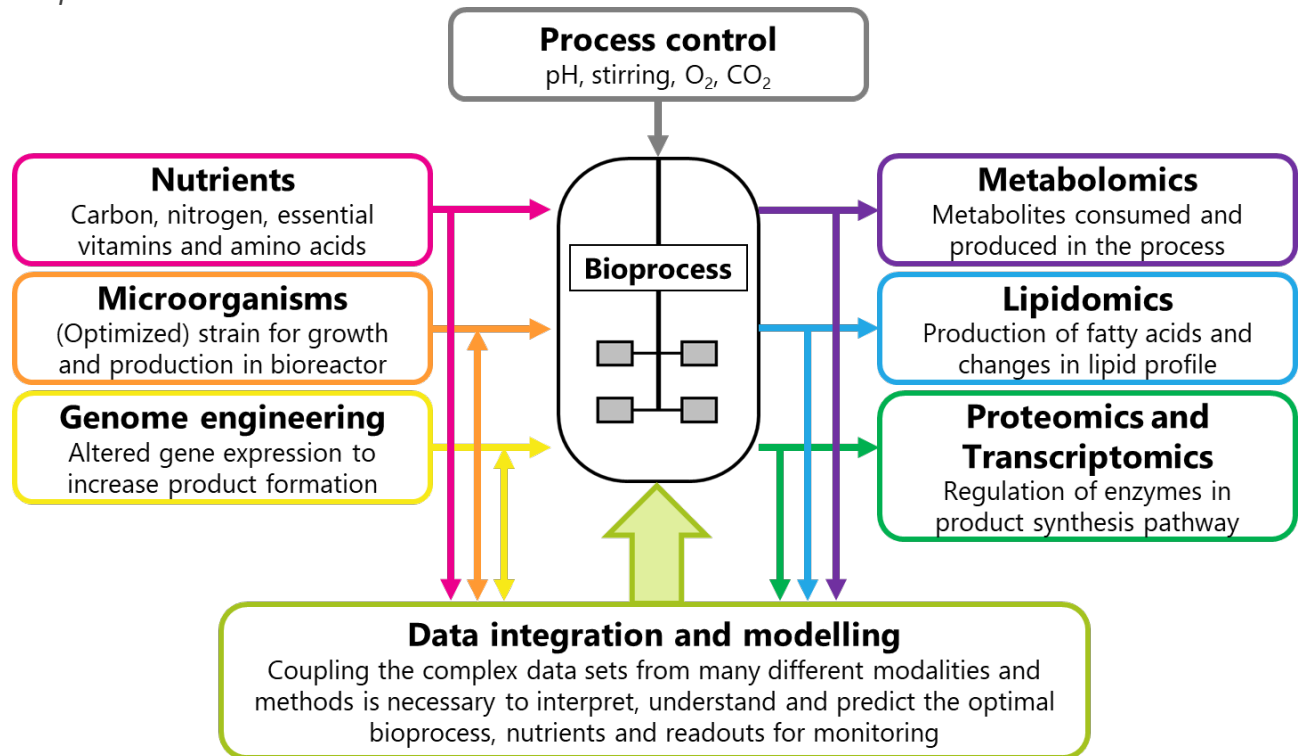 Process control
pH, stirring, O₂, CO₂
Nutrients
Carbon, nitrogen, essential
vitamins and amino acids
Microorganisms
(Optimized) strain for growth
and production in bioreactor
Genome engineering
Altered gene expression to
increase product formation
Bioprocess
Metabolomics
Metabolites consumed and
produced in the process
Lipidomics
Production of fatty acids and
changes in lipid profile
Proteomics and
Transcriptomics
Regulation of enzymes in
product synthesis pathway
Data integration and modelling
Coupling the complex data sets from many different modalities and
methods is necessary to interpret, understand and predict the optimal
bioprocess, nutrients and readouts for monitoring